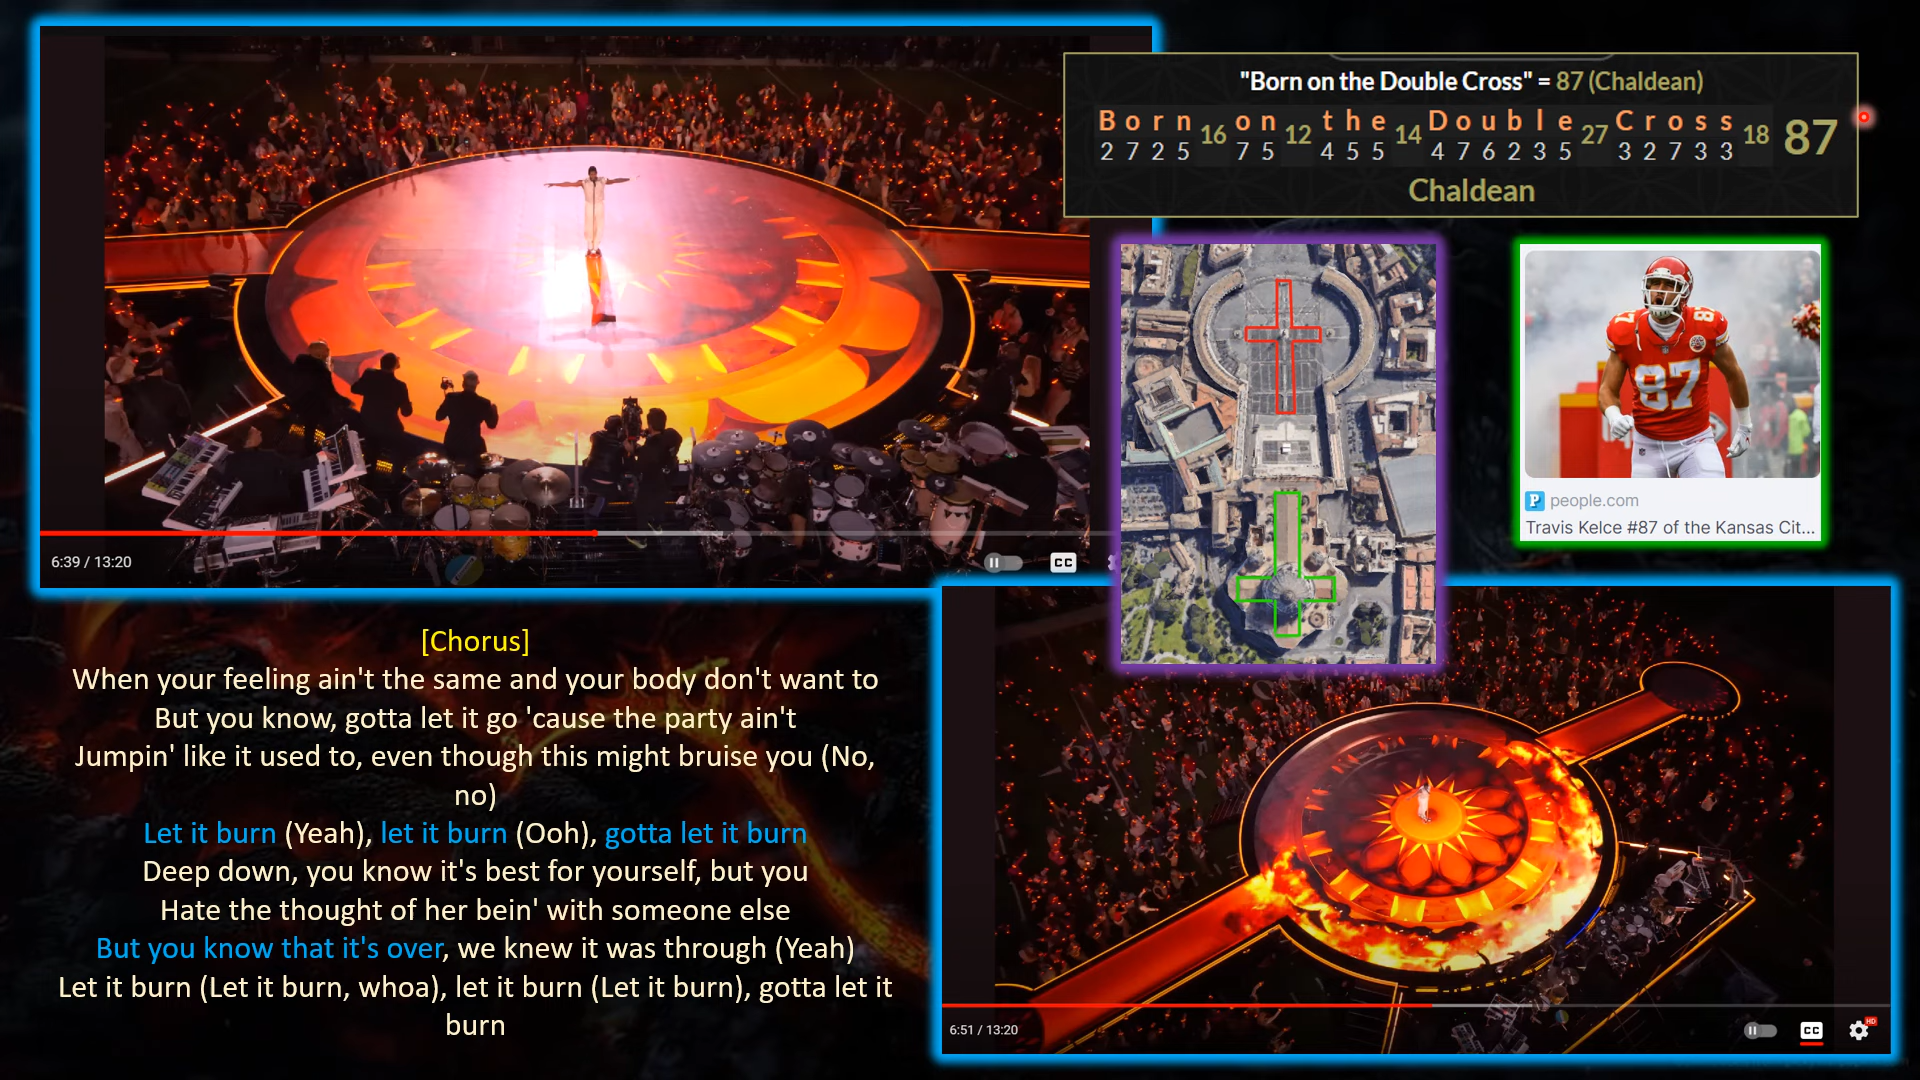 "Born on the Double Cross" = 87 (Chaldean)
B o r n 16 o n 12 t h e 14 D o u b l e 27 C r o s s 18 87
2 7 2 5 7 5 4 5 5 4 7 6 2 3 5 3 2 7 3 3
Chaldean
87
87
P people.com
Travis Kelce #87 of the Kansas Cit...
6:39 / 13:20
CC
[Chorus]
When your feeling ain't the same and your body don't want to
But you know, gotta let it go 'cause the party ain't
Jumpin' like it used to, even though this might bruise you (No,
no)
Let it burn (Yeah), let it burn (Ooh), gotta let it burn
Deep down, you know it's best for yourself, but you
Hate the thought of her bein' with someone else
But you know that it's over, we knew it was through (Yeah)
Let it burn (Let it burn, whoa), let it burn (Let it burn), gotta let it
burn
6:51 / 13:20
CC
HD